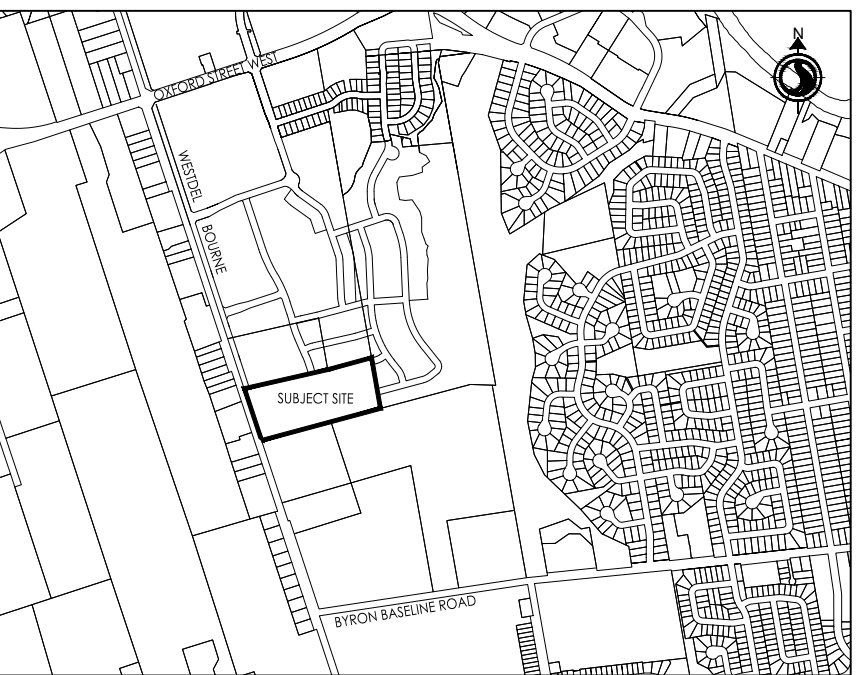 N
OXFORD STREET WEST
WESTDEL
BOURNE
SUBJECT SITE
BYRON BASELINE ROAD